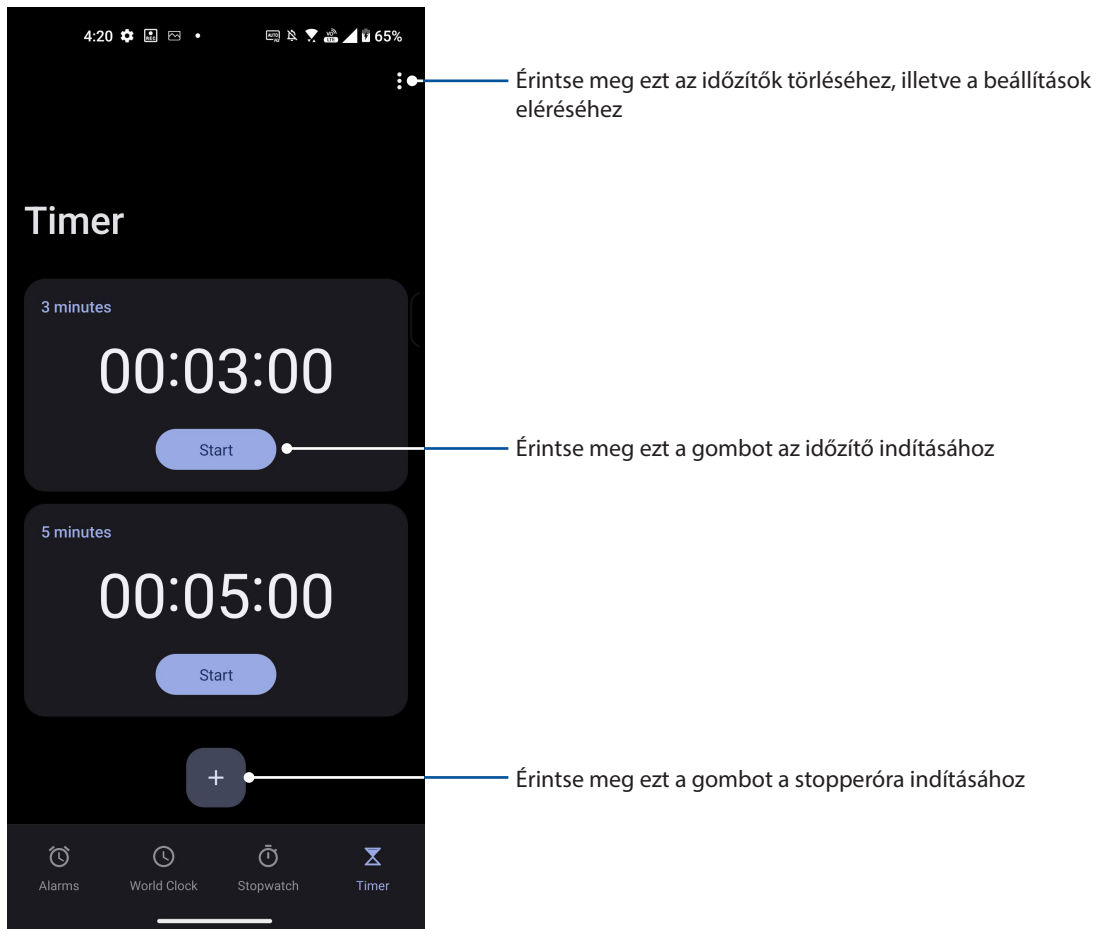 4:20
65%
Érintse meg ezt az időzítők törléséhez, illetve a beállítások
eléréséhez
Timer
3 minutes
00:03:00
Start
Érintse meg ezt a gombot az időzítő indításához
5 minutes
00:05:00
Start
+
Érintse meg ezt a gombot a stopperóra indításához
Alarms
World Clock
Stopwatch
Timer